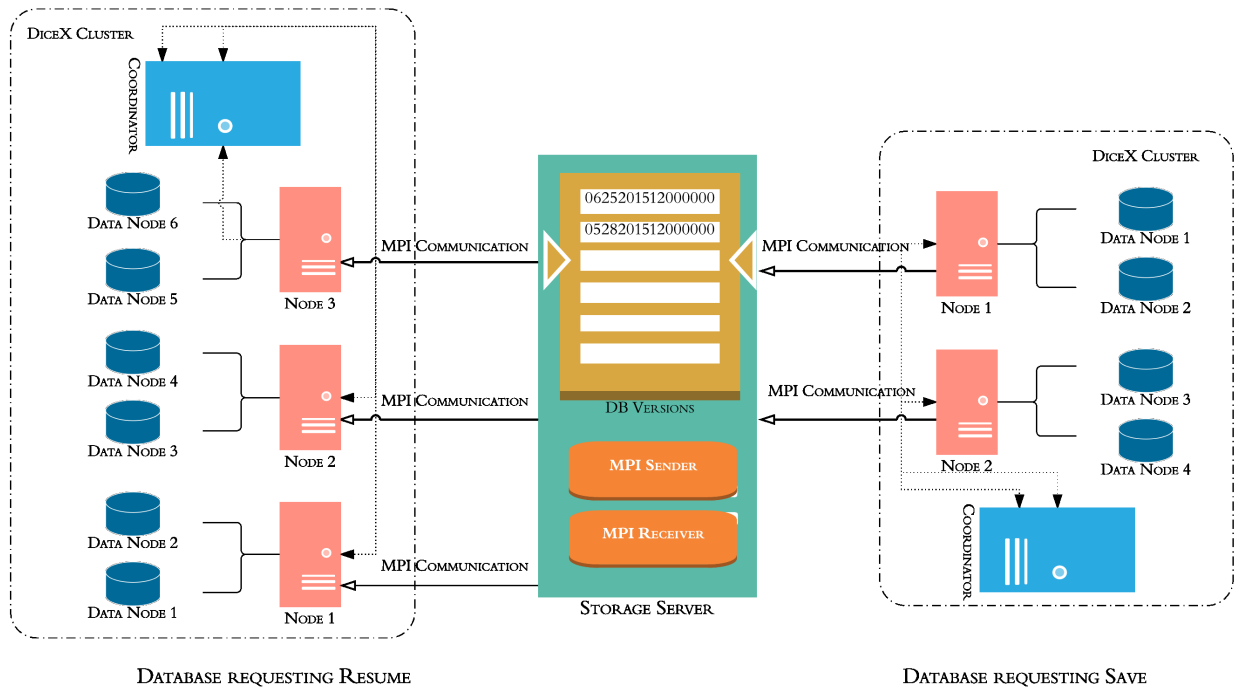 DiceX Cluster
Coordinator
Data Node 6
Data Node 5
Node 3
MPI Communication
Data Node 4
Data Node 3
Node 2
MPI Communication
Data Node 2
Data Node 1
Node 1
MPI Communication
Database requesting Resume
0625201512000000
0528201512000000
DB Versions
MPI Sender
MPI Receiver
Storage Server
DiceX Cluster
MPI Communication
Node 1
Data Node 1
Data Node 2
MPI Communication
Node 2
Data Node 3
Data Node 4
Coordinator
Database requesting Save